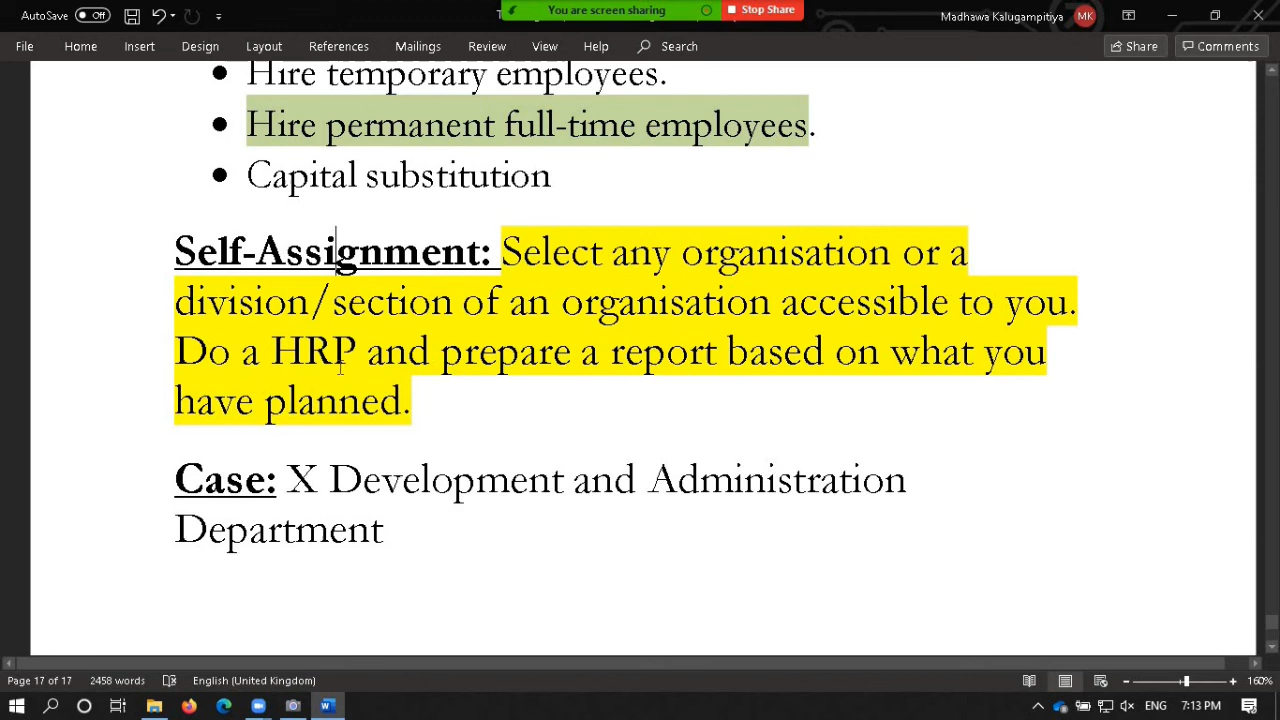 AutoSave Off
You are screen sharing
Stop Share
Madhawa Kalugampitiya MK
File Home Insert Design Layout References Mailings Review View Help Search Share Comments
• Hire temporary employees.
• Hire permanent full-time employees.
• Capital substitution
Self-Assignment: Select any organisation or a
division/section of an organisation accessible to you.
Do a HRP and prepare a report based on what you
have planned.
Case: X Development and Administration
Department
Page 17 of 17 2458 words English (United Kingdom) 160%
ENG 7:13 PM